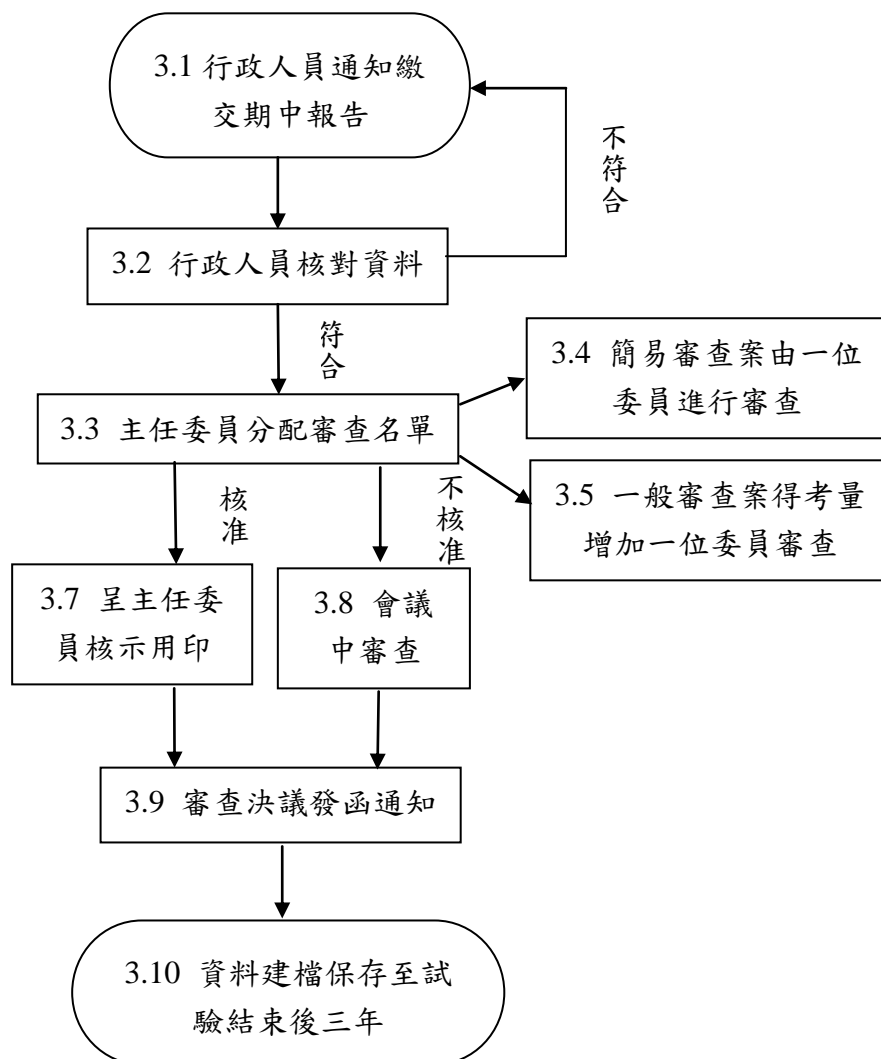 3.1 行政人員通知繳
交期中報告
不符合
3.2 行政人員核對資料
符合
3.4 簡易審查案由一位
委員進行審查
3.3 主任委員分配審查名單
3.5 一般審查案得考量
增加一位委員審查
核准
不核准
3.7 呈主任委
員核示用印
3.8 會議
中審查
3.9 審查決議發函通知
3.10 資料建檔保存至試
驗結束後三年